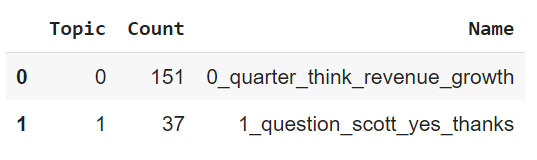 Topic Count Name
0 0 151 0_quarter_think_revenue_growth
1 1 37 1_question_scott_yes_thanks